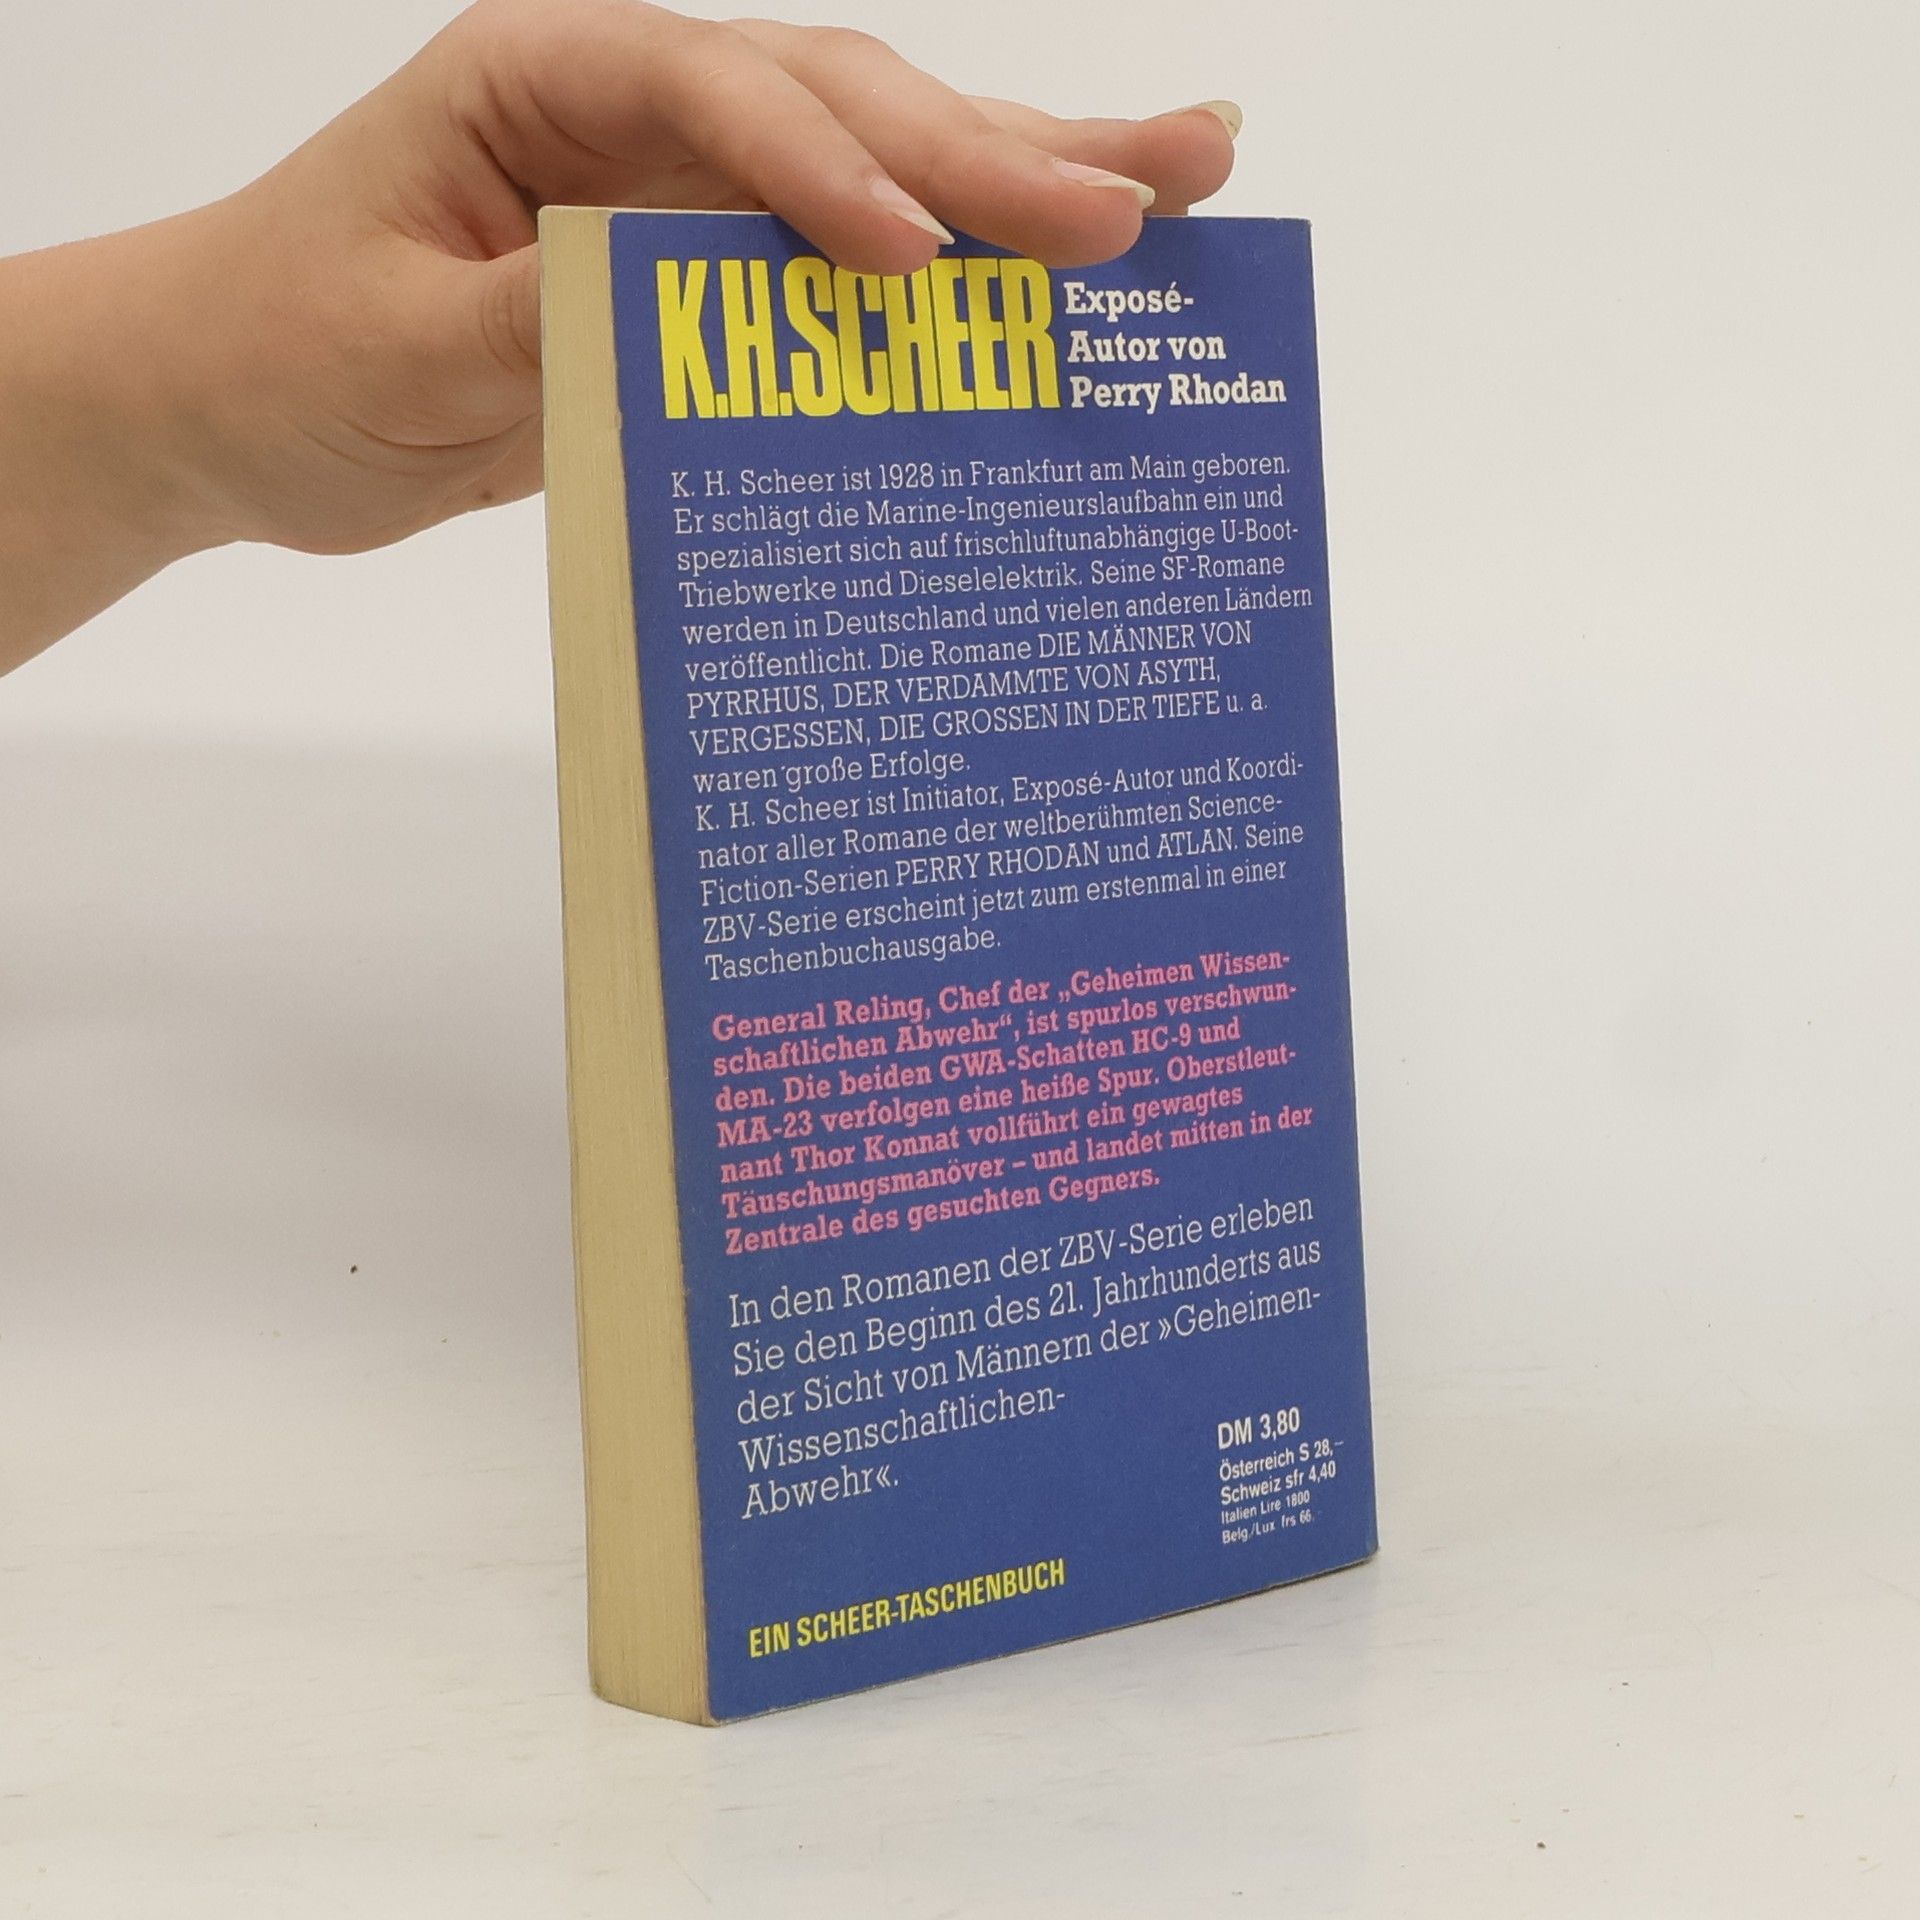 K.H.SCHEER
Exposé-
Autor von
Perry Rhodan
K. H. Scheer ist 1928 in Frankfurt am Main geboren.
Er schlägt die Marine-Ingenieurslaufbahn ein und
spezialisiert sich auf frischluftunabhängige U-Boot-
Triebwerke und Dieselelektrik. Seine SF-Romane
werden in Deutschland und vielen anderen Ländern
veröffentlicht. Die Romane DIE MÄNNER VON
PYRRHUS, DER VERDAMMTE VON ASYTH,
VERGESSEN, DIE GROSSEN IN DER TIEFE u. a.
waren große Erfolge.
K. H. Scheer ist Initiator, Exposé-Autor und Koordi-
nator aller Romane der weltberühmten Science-
Fiction-Serien PERRY RHODAN und ATLAN. Seine
ZBV-Serie erscheint jetzt zum erstenmal in einer
Taschenbuchausgabe.
General Reling, Chef der „Geheimen Wissen-
schaftlichen Abwehr“, ist spurlos verschwun-
den. Die beiden GWA-Schatten HC-9 und
MA-23 verfolgen eine heiße Spur. Oberstleut-
nant Thor Konnat vollführt ein gewagtes
Täuschungsmanöver – und landet mitten in der
Zentrale des gesuchten Gegners.
In den Romanen der ZBV-Serie erleben
Sie den Beginn des 21. Jahrhunderts aus
der Sicht von Männern der »Geheimen-
Wissenschaftlichen-
Abwehr«.
DM 3,80
Österreich S 28,–
Schweiz sfr 4,40
Italien Lire 1800
Belg./Lux frs 66.-
EIN SCHEER-TASCHENBUCH